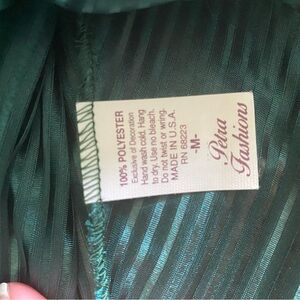 100% POLYESTER
Exclusive of Decoration
Hand wash cold. Hang
to dry. Use no bleach.
Do not twist or wring.
MADE IN U.S.A.
RN 68223
-M-
Petra
Fashions